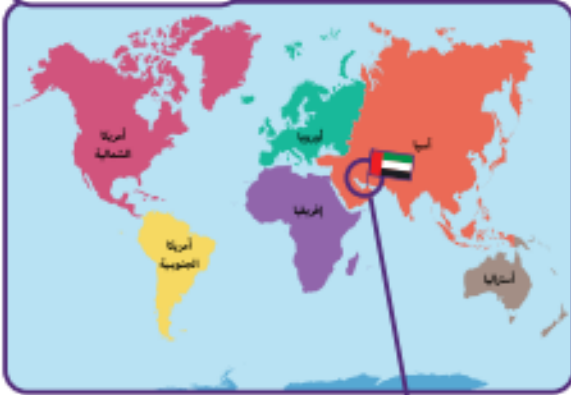 أمريكا
الشمالية
أوروبا
آسيا
إفريقيا
أمريكا
الجنوبية
أستراليا